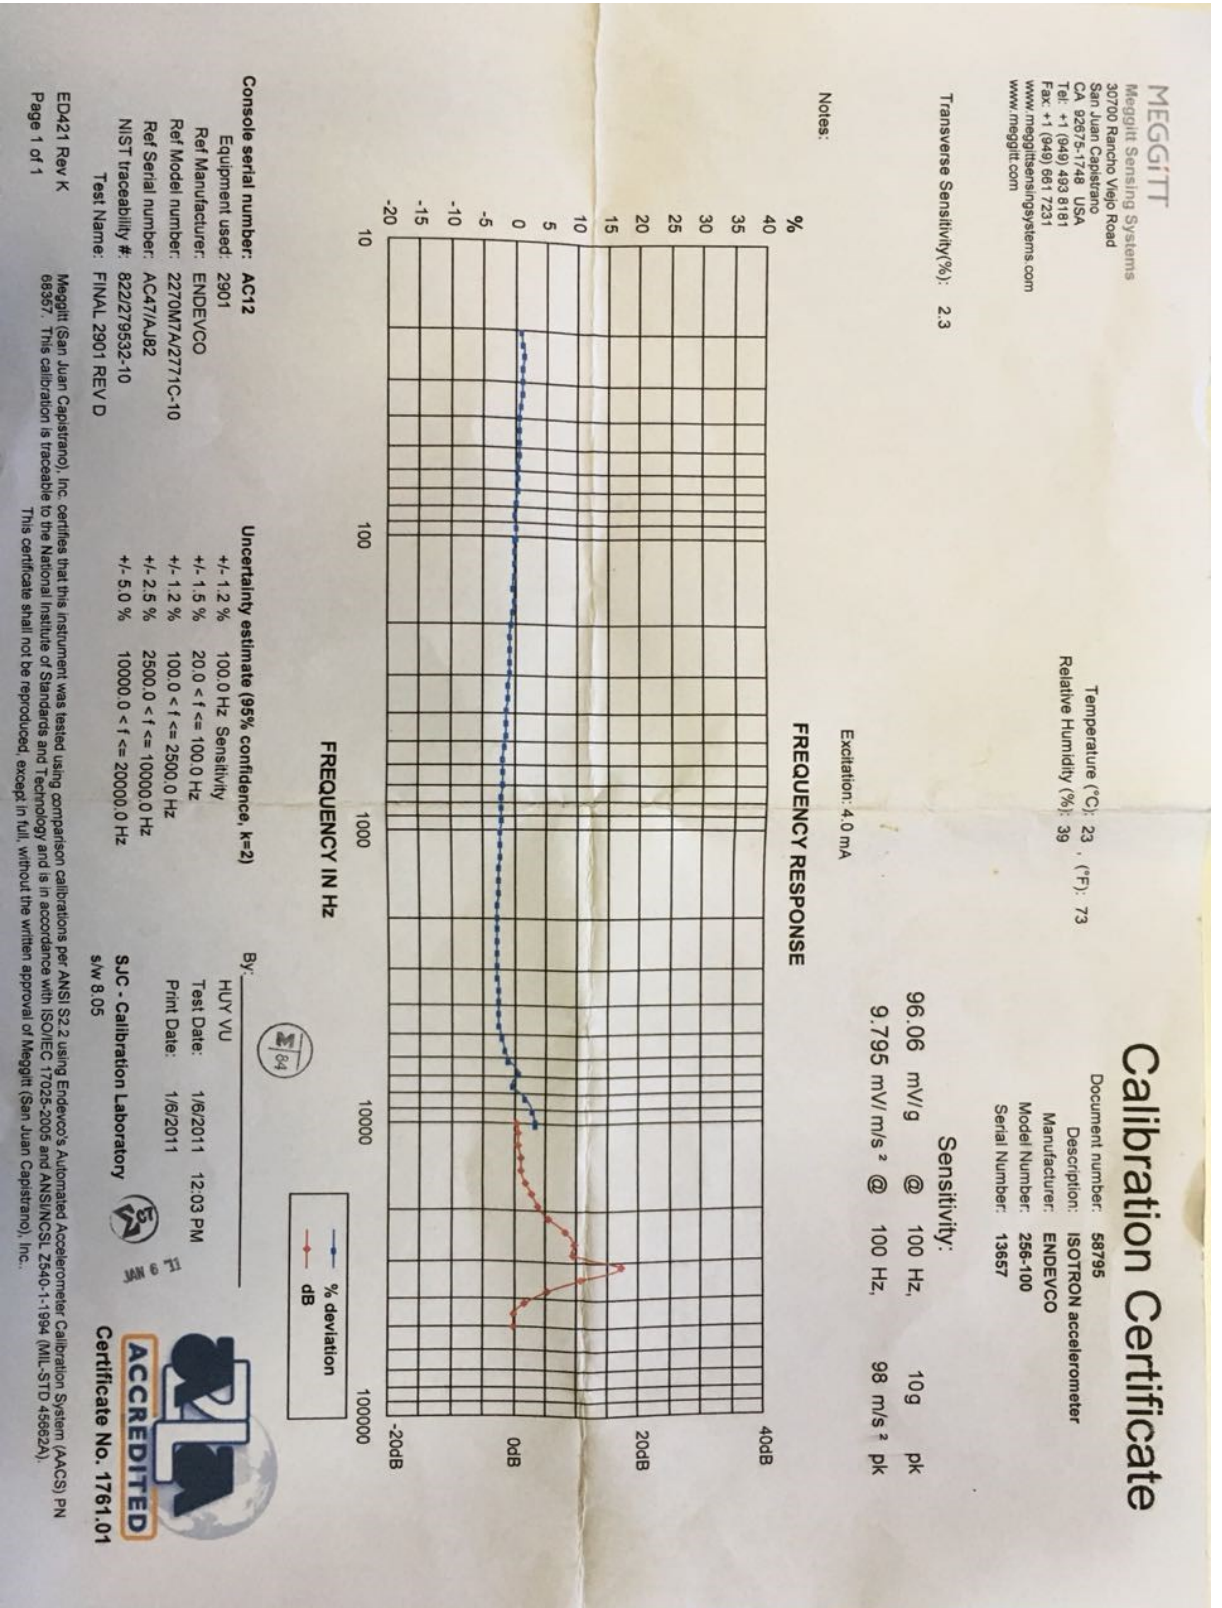 MEGGiTT
Meggitt Sensing Systems
30700 Rancho Viejo Road
San Juan Capistrano
CA 92675-1748 USA
Tel: +1 (949) 493 8181
Fax: +1 (949) 661 7231
www.meggittsensingsystems.com
www.meggitt.com
Calibration Certificate
Document number: 58795
Description: ISOTRON accelerometer
Manufacturer: ENDEVCO
Model Number: 256-100
Serial Number: 13657
Temperature (°C): 23 , (°F): 73
Relative Humidity (%): 39
Transverse Sensitivity(%): 2.3
Sensitivity:
96.06 mV/g @ 100 Hz, 10g pk
9.795 mV/ m/s² @ 100 Hz, 98 m/s² pk
Excitation: 4.0 mA
Notes:
FREQUENCY RESPONSE
%
40
35
30
25
20
15
10
5
0
-5
-10
-15
-20
40dB
20dB
0dB
-20dB
10 100 1000 10000 100000
FREQUENCY IN Hz
% deviation
dB
Console serial number: AC12
Equipment used: 2901
Ref Manufacturer: ENDEVCO
Ref Model number: 2270M7A/2771C-10
Ref Serial number: AC47/AJ82
NIST traceability #: 822/279532-10
Test Name: FINAL 2901 REV D
Uncertainty estimate (95% confidence, k=2)
+/- 1.2 % 100.0 Hz Sensitivity
+/- 1.5 % 20.0 < f <= 100.0 Hz
+/- 1.2 % 100.0 < f <= 2500.0 Hz
+/- 2.5 % 2500.0 < f <= 10000.0 Hz
+/- 5.0 % 10000.0 < f <= 20000.0 Hz
84
By:
HUY VU
Test Date: 1/6/2011 12:03 PM
Print Date: 1/6/2011
SJC - Calibration Laboratory
s/w 8.05
JAN 6 '11
A2LA
ACCREDITED
Certificate No. 1761.01
ED421 Rev K
Page 1 of 1
Meggitt (San Juan Capistrano), Inc. certifies that this instrument was tested using comparison calibrations per ANSI S2.2 using Endevco's Automated Accelerometer Calibration System (AACS) PN
68357. This calibration is traceable to the National Institute of Standards and Technology and is in accordance with ISO/IEC 17025-2005 and ANSI/NCSL Z540-1-1994 (MIL-STD 45662A).
This certificate shall not be reproduced, except in full, without the written approval of Meggitt (San Juan Capistrano), Inc..